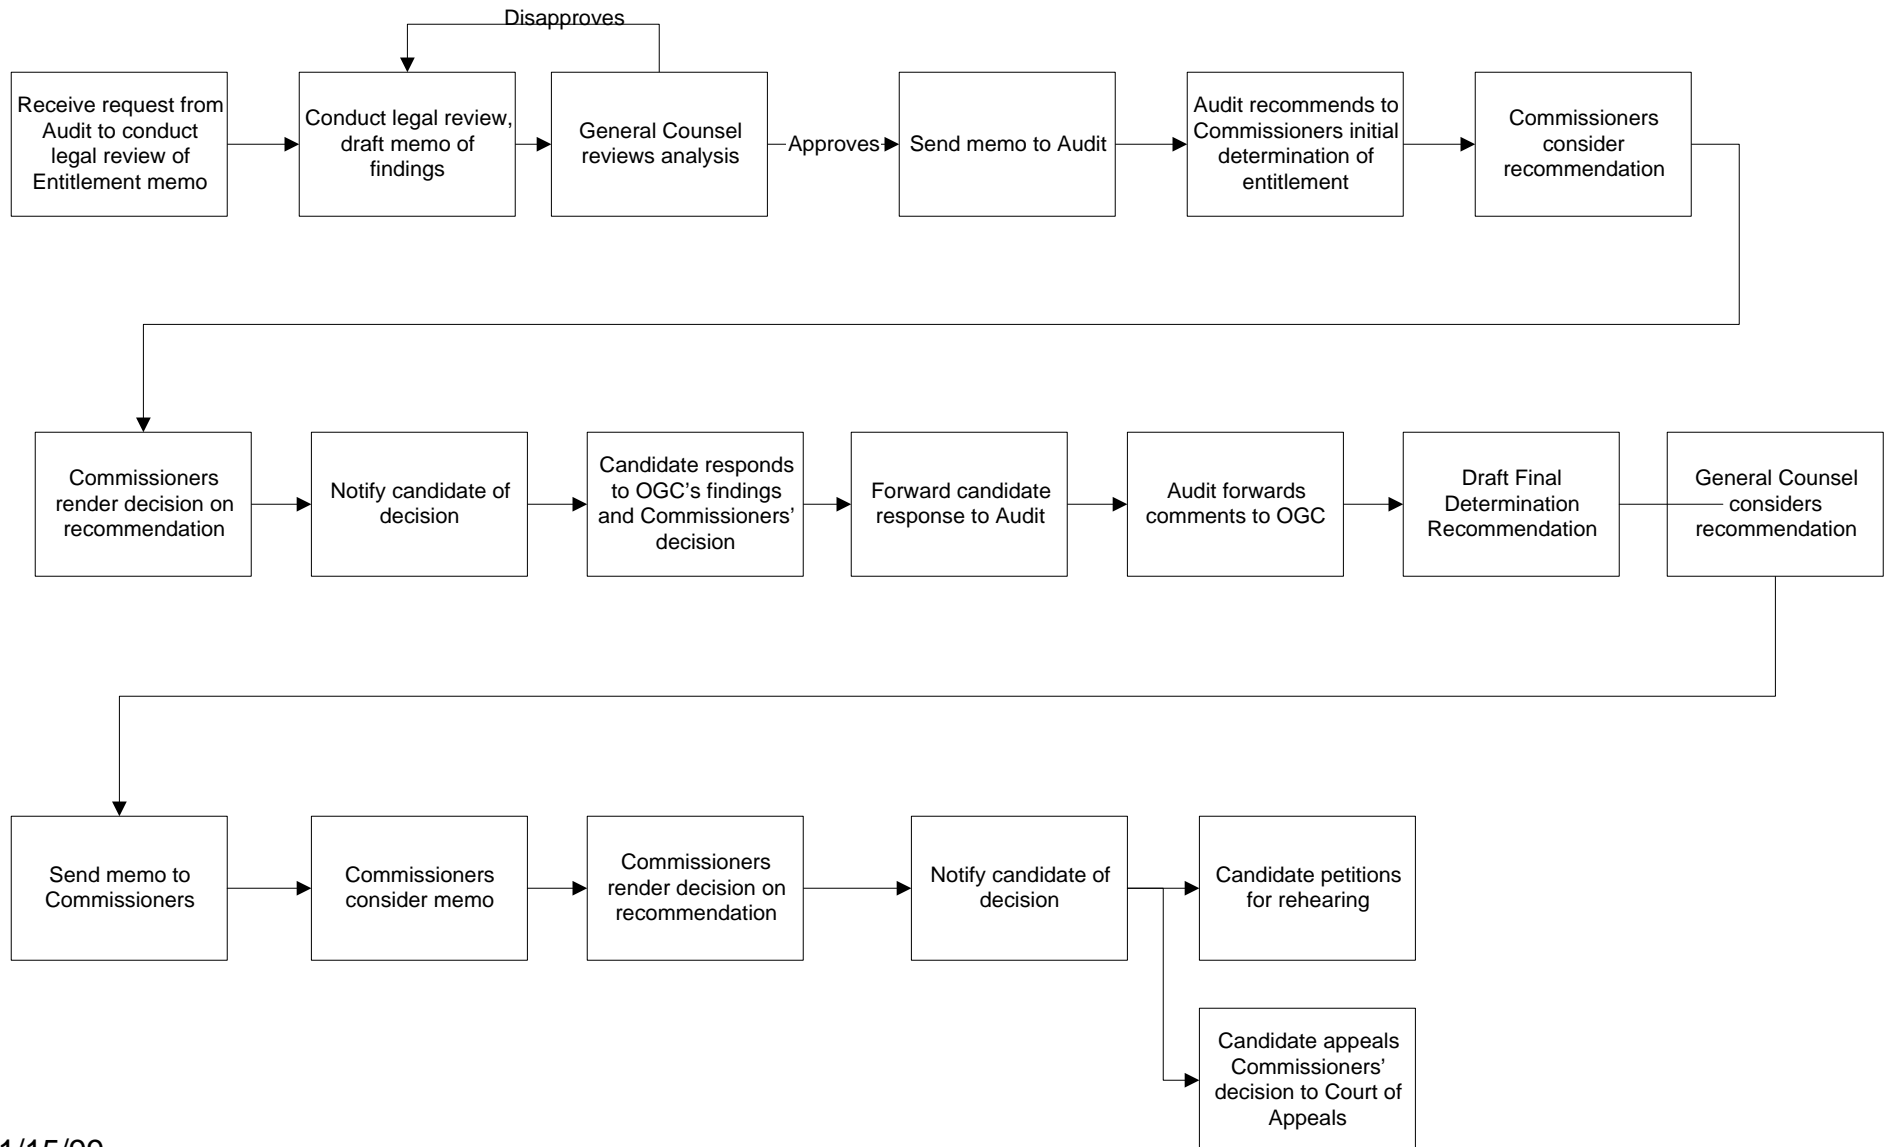 Disapproves
Receive request from
Audit to conduct
legal review of
Entitlement memo
Conduct legal review,
draft memo of
findings
General Counsel
reviews analysis
Approves
Send memo to Audit
Audit recommends to
Commissioners initial
determination of
entitlement
Commissioners
consider
recommendation
Commissioners
render decision on
recommendation
Notify candidate of
decision
Candidate responds
to OGC’s findings
and Commissioners’
decision
Forward candidate
response to Audit
Audit forwards
comments to OGC
Draft Final
Determination
Recommendation
General Counsel
considers
recommendation
Send memo to
Commissioners
Commissioners
consider memo
Commissioners
render decision on
recommendation
Notify candidate of
decision
Candidate petitions
for rehearing
Candidate appeals
Commissioners’
decision to Court of
Appeals